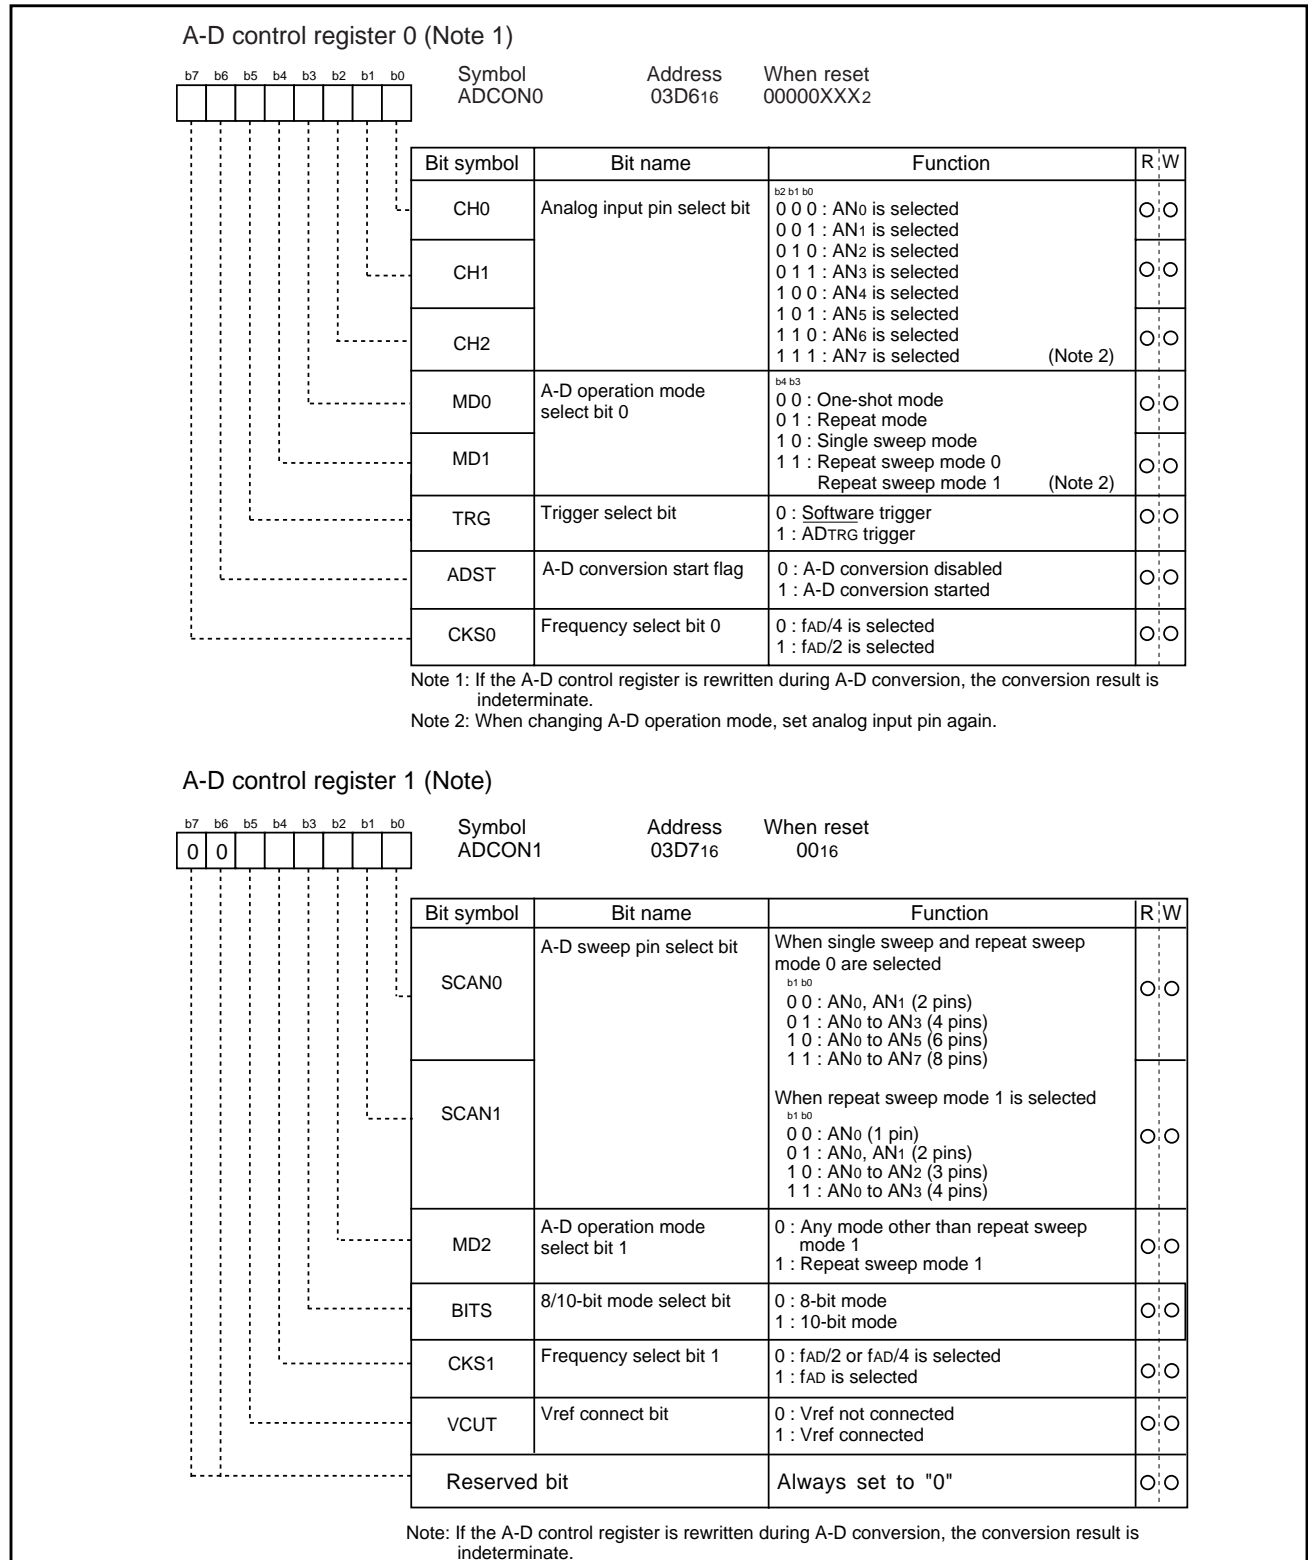 A-D control register 0 (Note 1)
b7 b6 b5 b4 b3 b2 b1 b0
Symbol Address When reset
ADCON0 03D616 00000XXX2
Bit symbol Bit name Function R W
CH0 Analog input pin select bit
b2 b1 b0
0 0 0 : AN0 is selected
0 0 1 : AN1 is selected
0 1 0 : AN2 is selected
CH1
0 1 1 : AN3 is selected
1 0 0 : AN4 is selected
1 0 1 : AN5 is selected
CH2
1 1 0 : AN6 is selected
1 1 1 : AN7 is selected (Note 2)
MD0 A-D operation mode
select bit 0
b4 b3
0 0 : One-shot mode
0 1 : Repeat mode
MD1
1 0 : Single sweep mode
1 1 : Repeat sweep mode 0
Repeat sweep mode 1 (Note 2)
TRG Trigger select bit
0 : Software trigger
1 : ADTRG trigger
ADST A-D conversion start flag
0 : A-D conversion disabled
1 : A-D conversion started
CKS0 Frequency select bit 0
0 : fAD/4 is selected
1 : fAD/2 is selected
Note 1: If the A-D control register is rewritten during A-D conversion, the conversion result is
indeterminate.
Note 2: When changing A-D operation mode, set analog input pin again.
A-D control register 1 (Note)
b7 b6 b5 b4 b3 b2 b1 b0
0 0
Symbol Address When reset
ADCON1 03D716 0016
Bit symbol Bit name Function R W
SCAN0 A-D sweep pin select bit
When single sweep and repeat sweep
mode 0 are selected
b1 b0
0 0 : AN0, AN1 (2 pins)
0 1 : AN0 to AN3 (4 pins)
1 0 : AN0 to AN5 (6 pins)
1 1 : AN0 to AN7 (8 pins)
SCAN1
When repeat sweep mode 1 is selected
b1 b0
0 0 : AN0 (1 pin)
0 1 : AN0, AN1 (2 pins)
1 0 : AN0 to AN2 (3 pins)
1 1 : AN0 to AN3 (4 pins)
MD2 A-D operation mode
select bit 1
0 : Any mode other than repeat sweep
mode 1
1 : Repeat sweep mode 1
BITS 8/10-bit mode select bit
0 : 8-bit mode
1 : 10-bit mode
CKS1 Frequency select bit 1
0 : fAD/2 or fAD/4 is selected
1 : fAD is selected
VCUT Vref connect bit
0 : Vref not connected
1 : Vref connected
Reserved bit Always set to "0"
Note: If the A-D control register is rewritten during A-D conversion, the conversion result is
indeterminate.